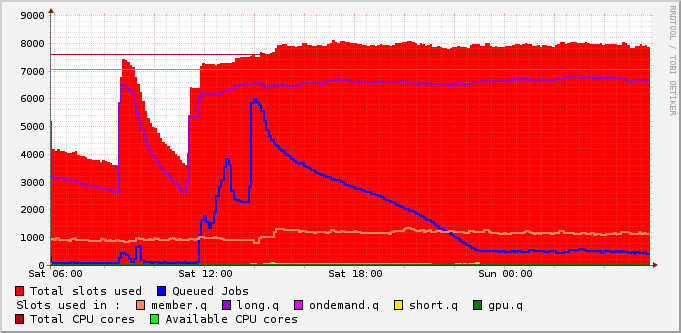 9000
8000
7000
6000
5000
4000
3000
2000
1000
0
Sat 06:00 Sat 12:00 Sat 18:00 Sun 00:00
Total slots used Queued Jobs
Slots used in : member.q long.q ondemand.q short.q gpu.q
Total CPU cores Available CPU cores
RRDTOOL / TOBI OETIKER